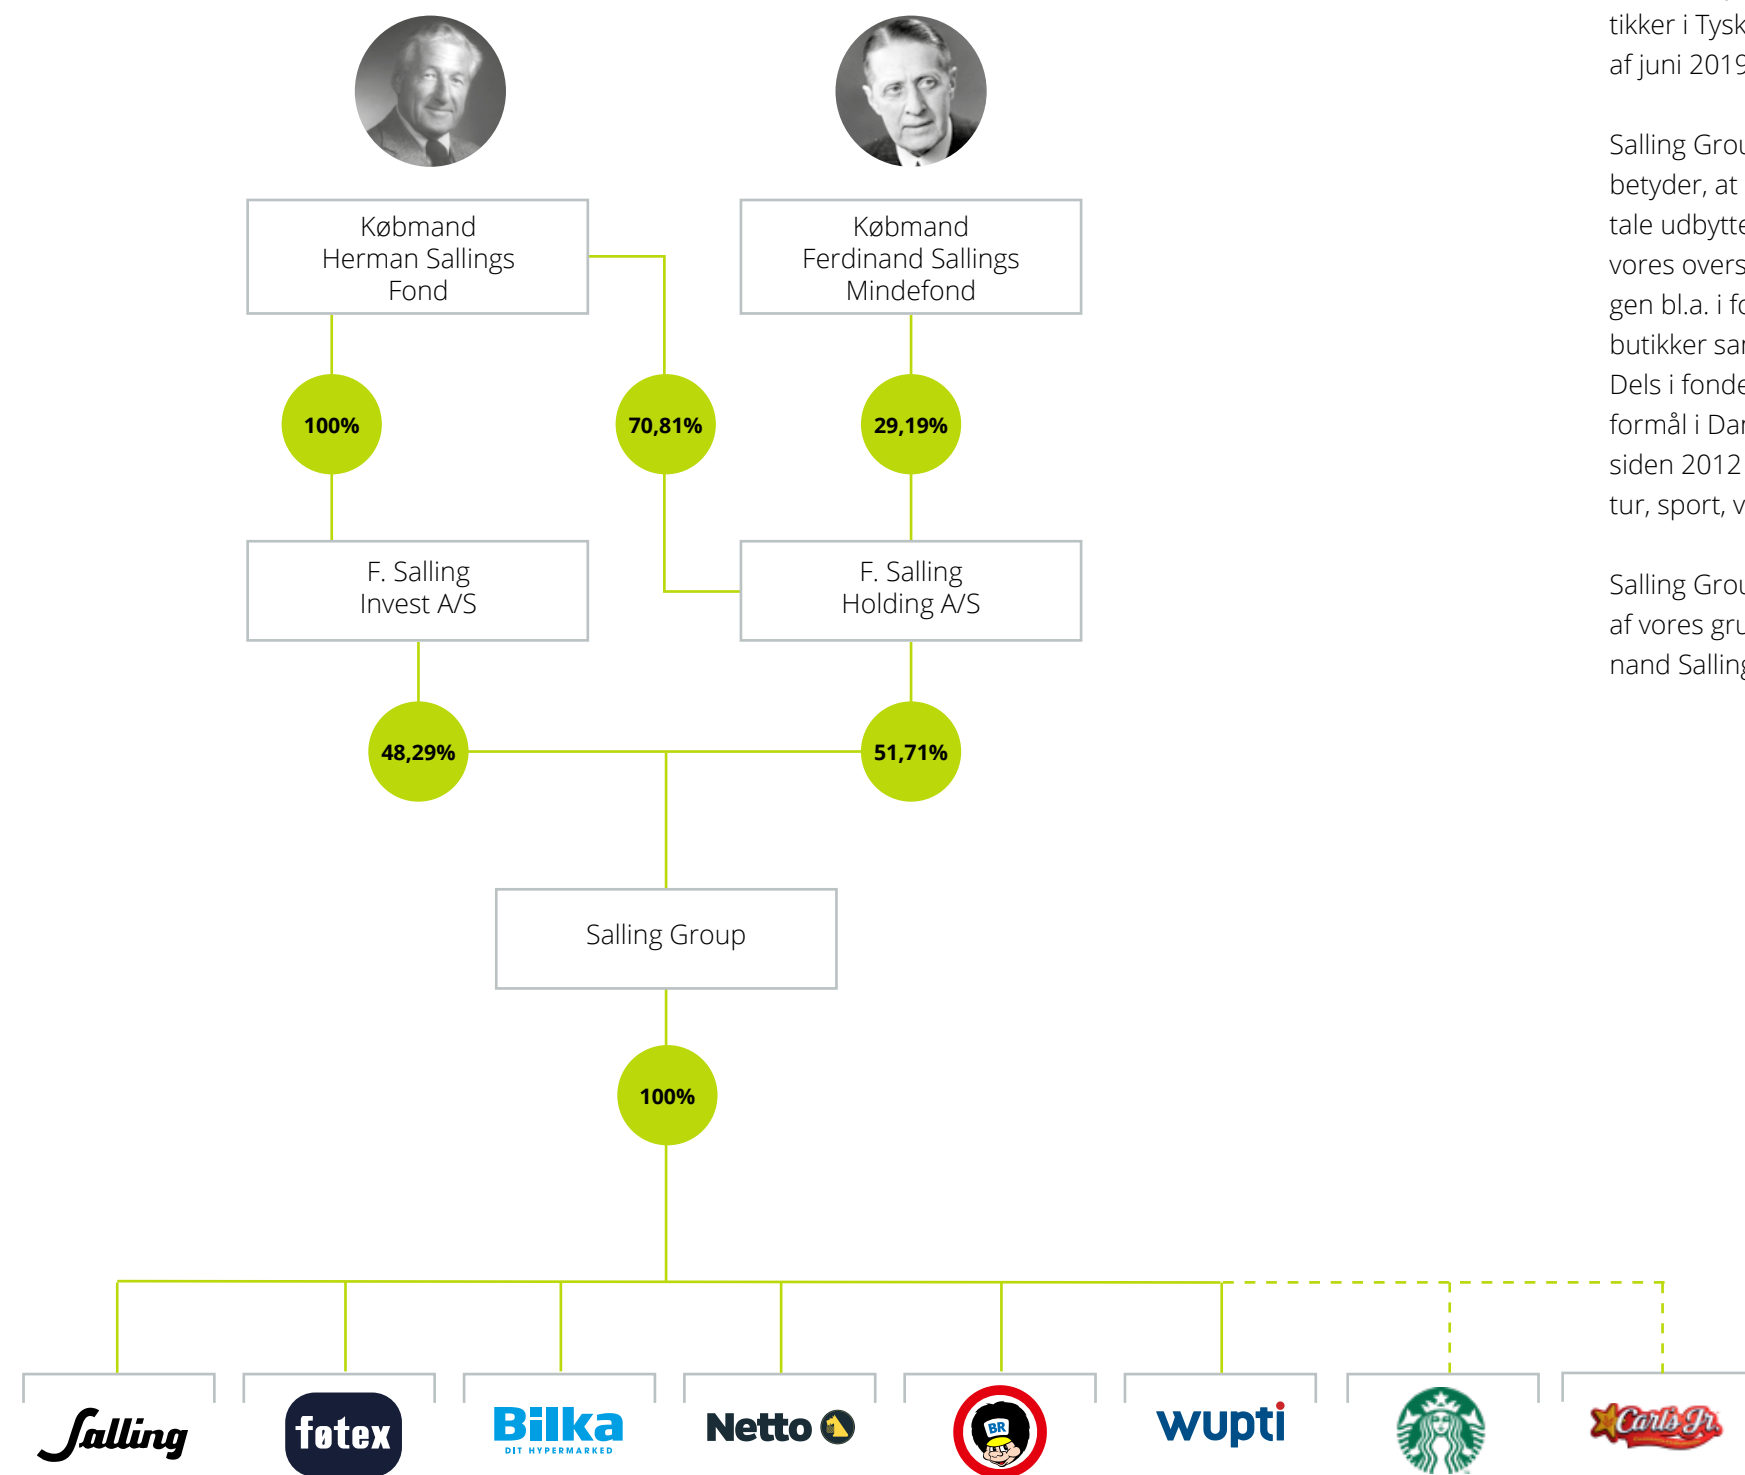 Købmand
Herman Sallings
Fond
Købmand
Ferdinand Sallings
Mindefond
100%
70,81%
29,19%
F. Salling
Invest A/S
F. Salling
Holding A/S
48,29%
51,71%
Salling Group
100%
Salling
føtex
Bilka
DIT HYPERMARKED
Netto
BR
wupti
Carl's Jr.
tikker i Tysk
af juni 2019
Salling Grou
betyder, at
tale udbytte
vores overs
gen bl.a. i fo
butikker sar
Dels i fonde
formål i Dar
siden 2012
tur, sport, v
Salling Grou
af vores gru
nand Salling